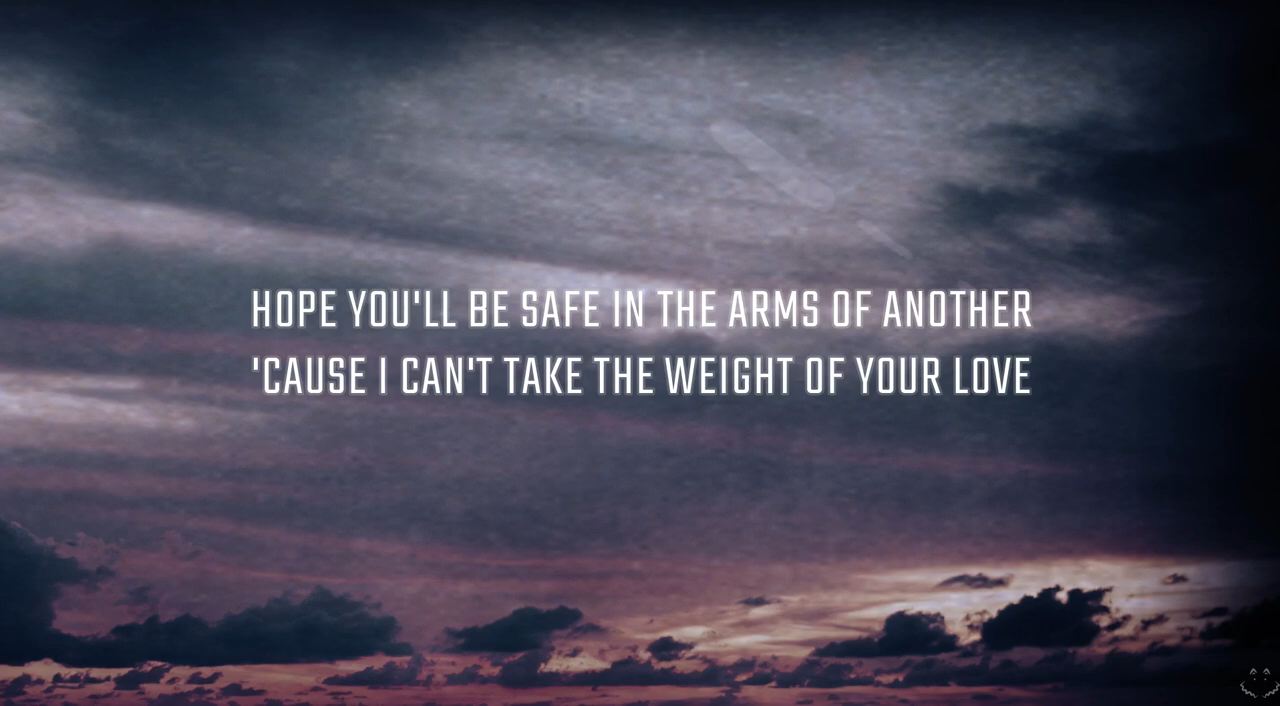 HOPE YOU'LL BE SAFE IN THE ARMS OF ANOTHER
'CAUSE I CAN'T TAKE THE WEIGHT OF YOUR LOVE